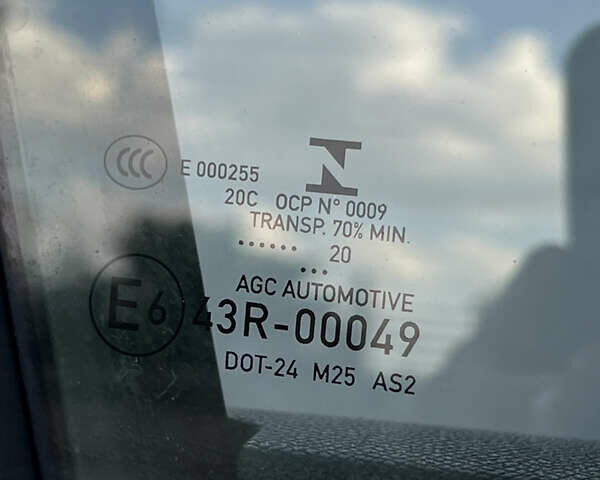 CCC E 000255
20C OCP N° 0009
TRANSP. 70% MIN.
...... 20
...
AGC AUTOMOTIVE
E6 43R-00049
DOT-24 M25 AS2